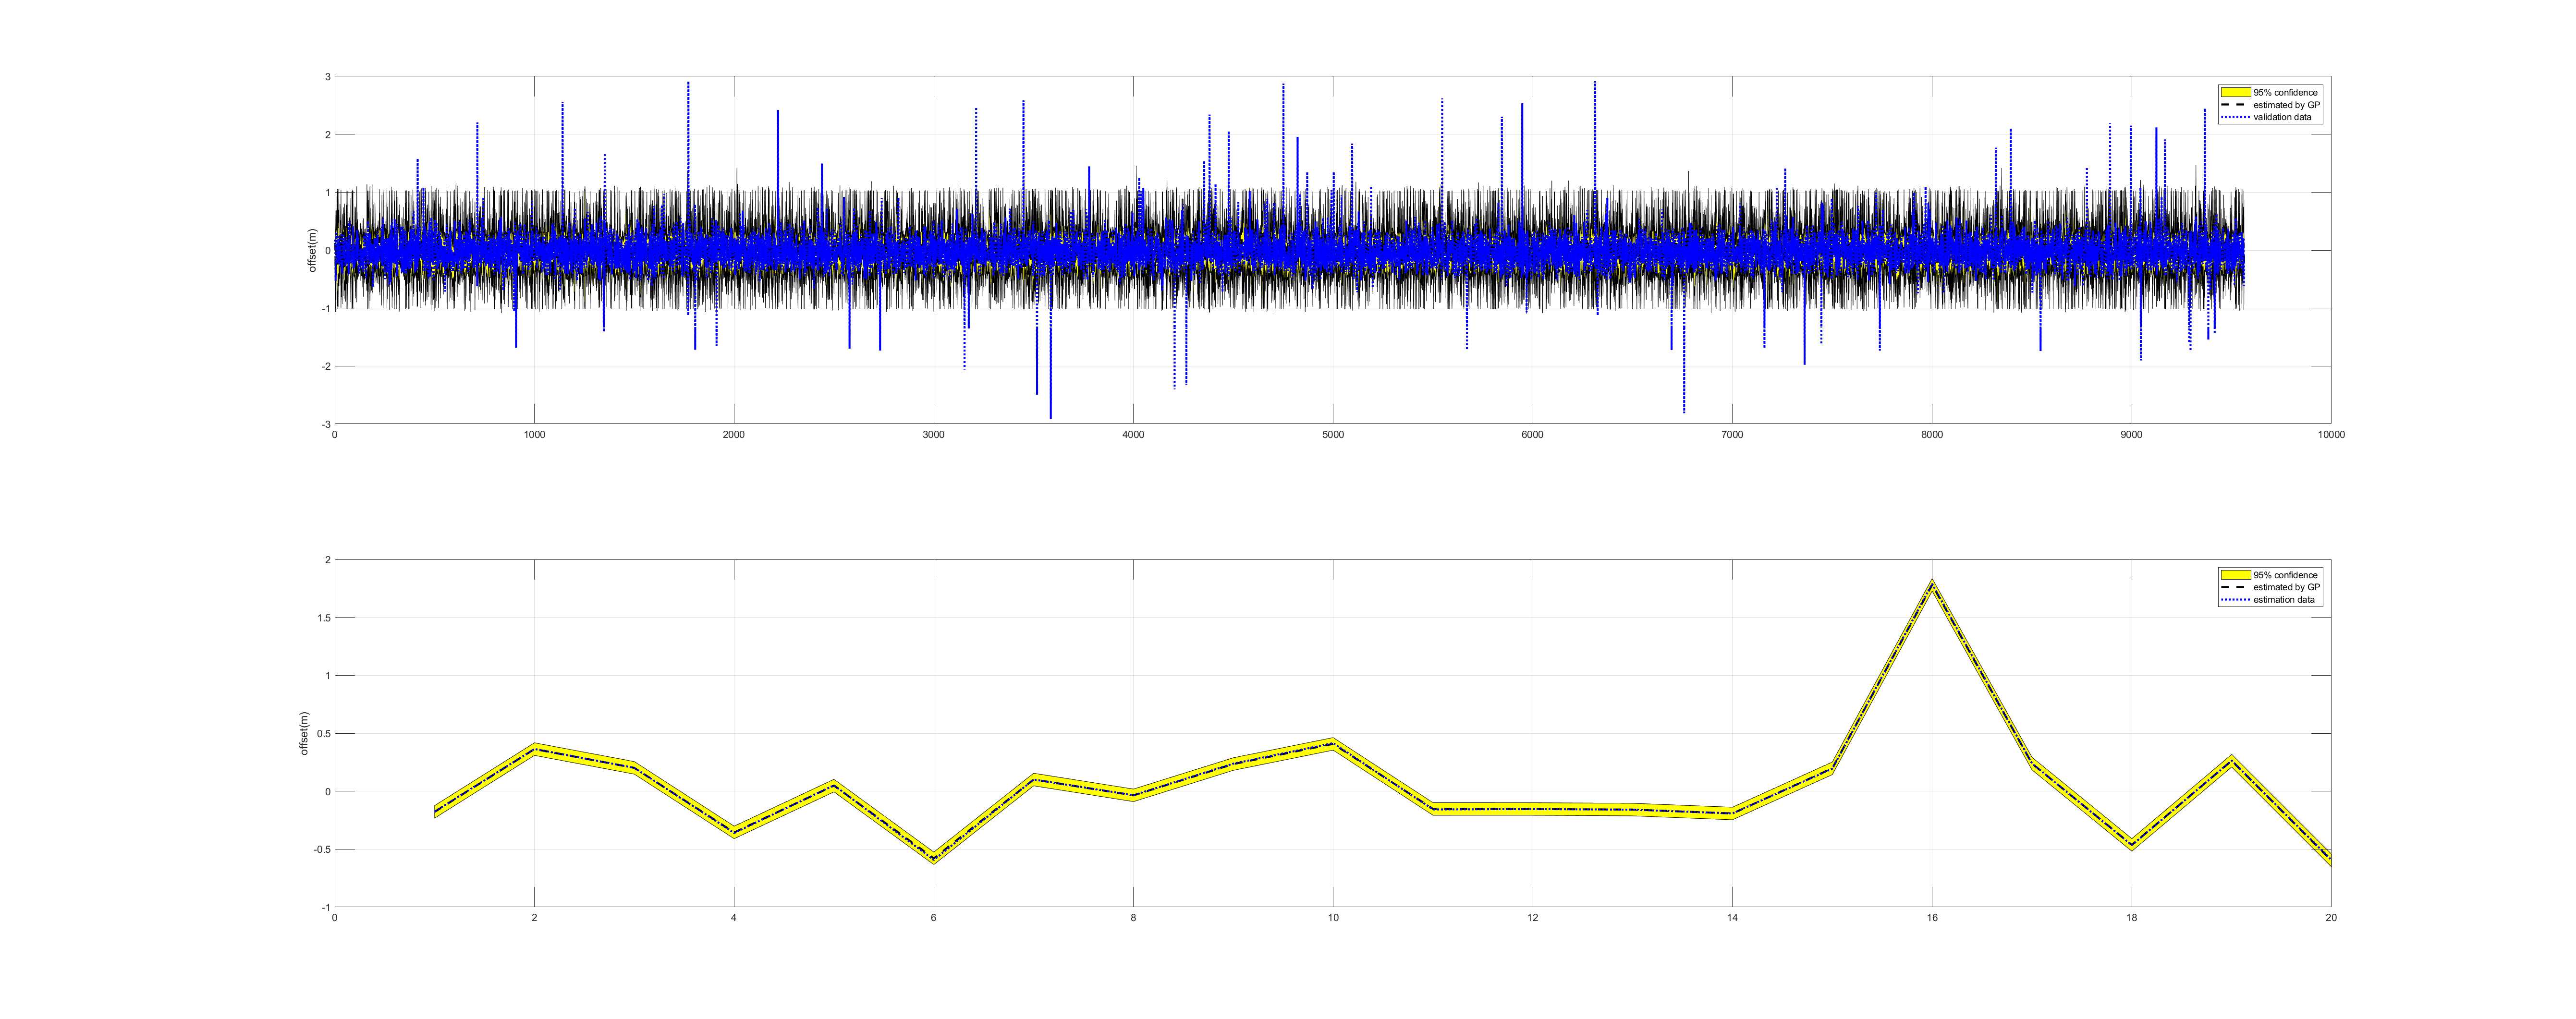 3
2
1
0
-1
-2
-3
offset(m)
95% confidence
estimated by GP
validation data
0 1000 2000 3000 4000 5000 6000 7000 8000 9000 10000
2
1.5
1
0.5
0
-0.5
-1
offset(m)
95% confidence
estimated by GP
estimation data
0 2 4 6 8 10 12 14 16 18 20